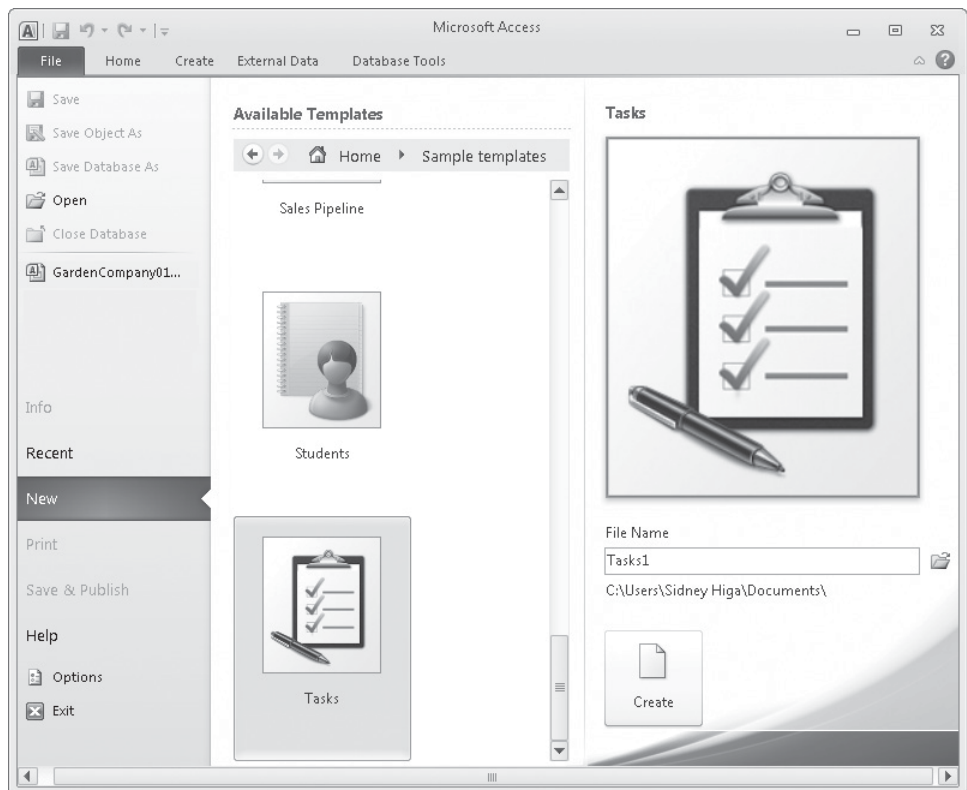 Microsoft Access
File Home Create External Data Database Tools
Save
Save Object As
Save Database As
Open
Close Database
GardenCompany01...
Info
Recent
New
Print
Save & Publish
Help
Options
Exit
Available Templates
Home Sample templates
Sales Pipeline
Students
Tasks
Tasks
File Name
Tasks1
C:\Users\Sidney Higa\Documents\
Create